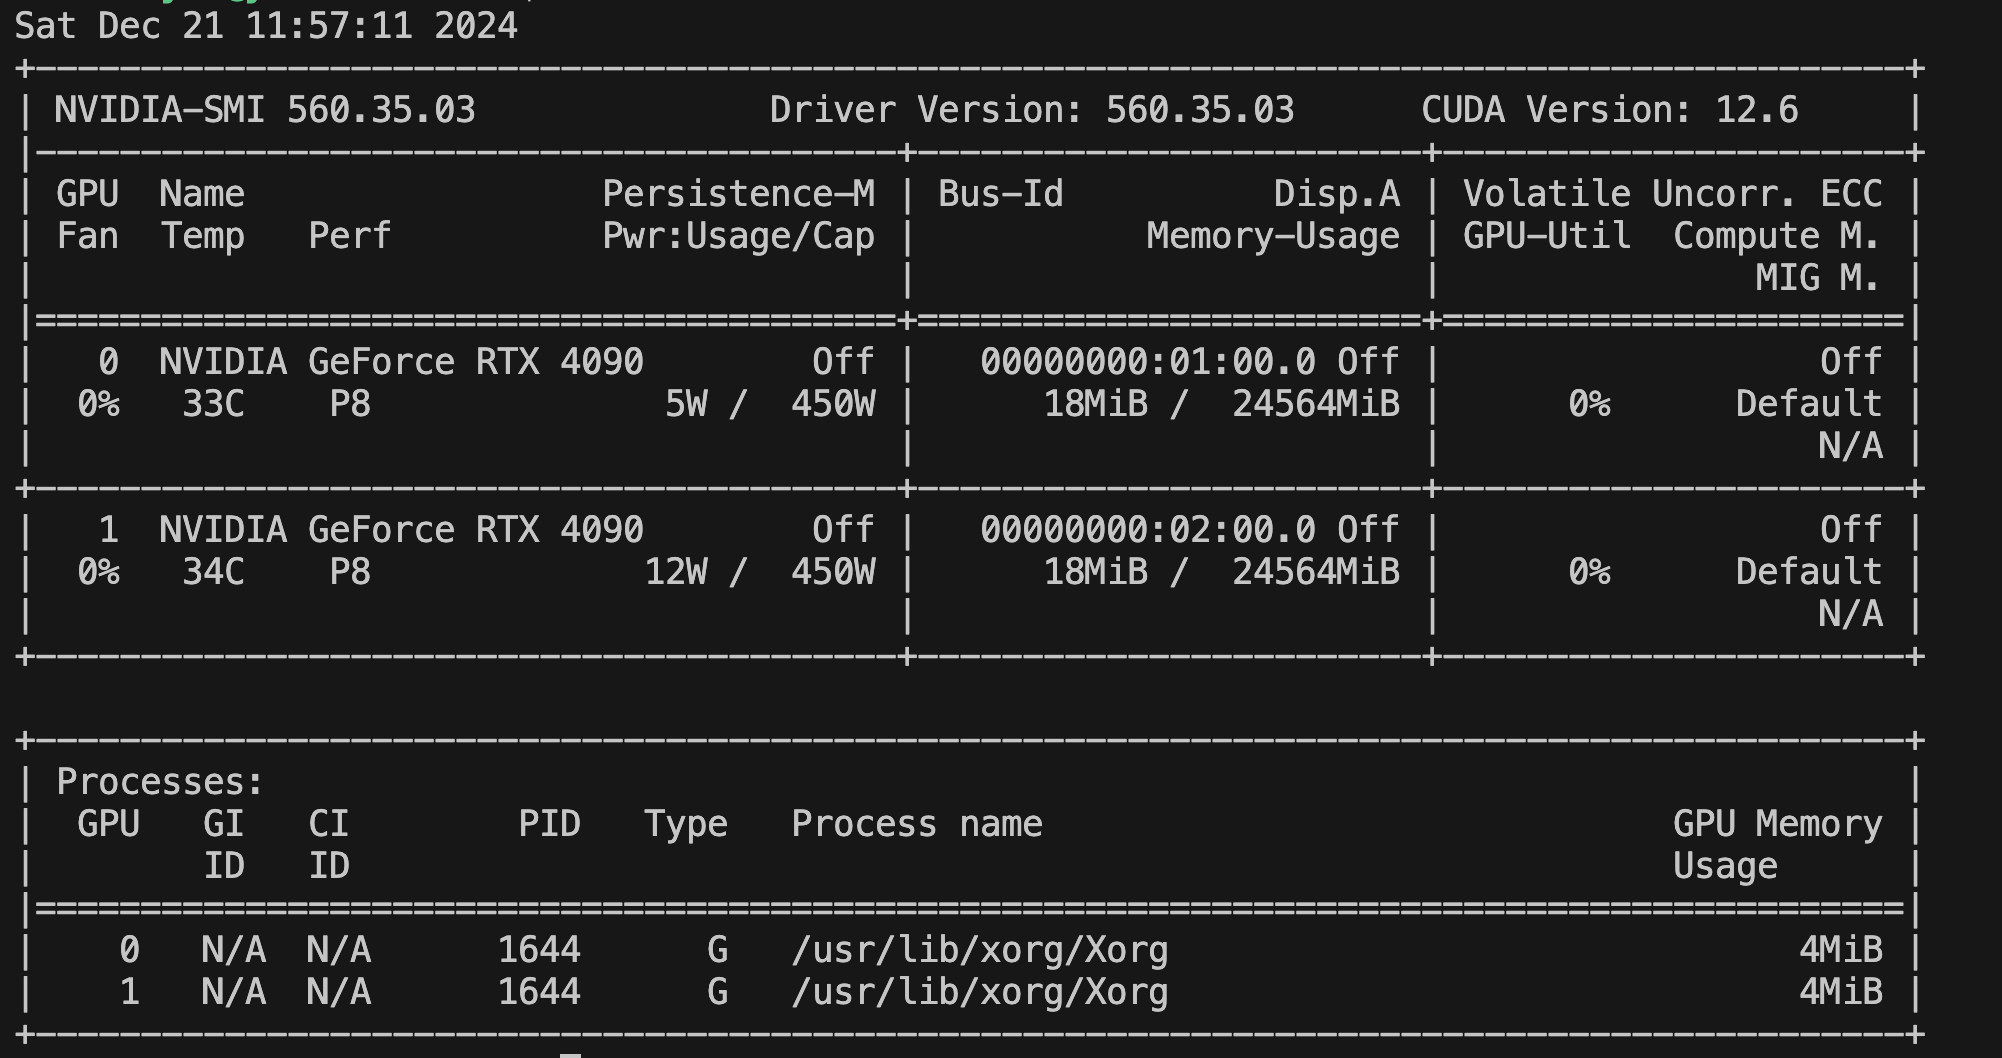 Sat Dec 21 11:57:11 2024
+-----------------------------------------------------------------------------------------+
| NVIDIA-SMI 560.35.03              Driver Version: 560.35.03      CUDA Version: 12.6     |
|-----------------------------------------+------------------------+----------------------+
| GPU  Name                 Persistence-M | Bus-Id          Disp.A | Volatile Uncorr. ECC |
| Fan  Temp   Perf          Pwr:Usage/Cap |           Memory-Usage | GPU-Util  Compute M. |
|                                         |                        |               MIG M. |
|=========================================+========================+======================|
|   0  NVIDIA GeForce RTX 4090        Off |   00000000:01:00.0 Off |                  Off |
|  0%   33C    P8              5W /  450W |      18MiB /  24564MiB |      0%      Default |
|                                         |                        |                  N/A |
+-----------------------------------------+------------------------+----------------------+
|   1  NVIDIA GeForce RTX 4090        Off |   00000000:02:00.0 Off |                  Off |
|  0%   34C    P8             12W /  450W |      18MiB /  24564MiB |      0%      Default |
|                                         |                        |                  N/A |
+-----------------------------------------+------------------------+----------------------+

+-----------------------------------------------------------------------------------------+
| Processes:                                                                              |
|  GPU   GI   CI        PID   Type   Process name                              GPU Memory |
|        ID   ID                                                               Usage      |
|=========================================================================================|
|    0   N/A  N/A      1644      G   /usr/lib/xorg/Xorg                              4MiB |
|    1   N/A  N/A      1644      G   /usr/lib/xorg/Xorg                              4MiB |
+-----------------------------------------------------------------------------------------+